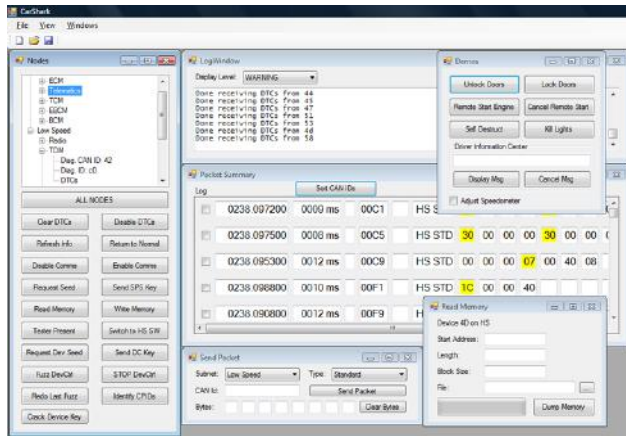 CarShark
File View Windows
Nodes
ECM
Telematics
TCM
EBCM
BCM
Low Speed
Radio
TDM
Diag. CAN ID: 42
Diag. ID: c0
DTCs
ALL NODES
Clear DTCs Disable DTCs
Refresh Info Return to Normal
Disable Comms Enable Comms
Request Seed Send SPS Key
Read Memory Write Memory
Tester Present Switch to HS SW
Request Dev Seed Send DC Key
Fuzz DevCtrl STOP DevCtrl
Redo Last Fuzz Identify CPIDs
Crack Device Key
LogWindow
Display Level: WARNING
Done receiving DTCs from 44
Done receiving DTCs from 45
Done receiving DTCs from 47
Done receiving DTCs from 51
Done receiving DTCs from 53
Done receiving DTCs from 4d
Done receiving DTCs from 58
Demos
Unlock Doors Lock Doors
Remote Start Engine Cancel Remote Start
Self Destruct Kill Lights
Driver Information Center
Display Msg Cancel Msg
Adjust Speedometer
Packet Summary
Log Sort CAN IDs
0238.097200 0009 ms 00C1 HS STD 30 00 00 00 30 00 00
0238.097500 0008 ms 00C5 HS STD 30 00 00 00 30 00 00
0238.095300 0012 ms 00C9 HS STD 00 00 00 07 00 40 08
0238.098800 0010 ms 00F1 HS STD 1C 00 00 40
0238.090800 0012 ms 00F9
Send Packet
Subnet: Low Speed Type: Standard
CAN Id: Send Packet
Bytes: Clear Bytes
Read Memory
Device 4D on HS
Start Address:
Length:
Block Size:
File: ...
Dump Memory